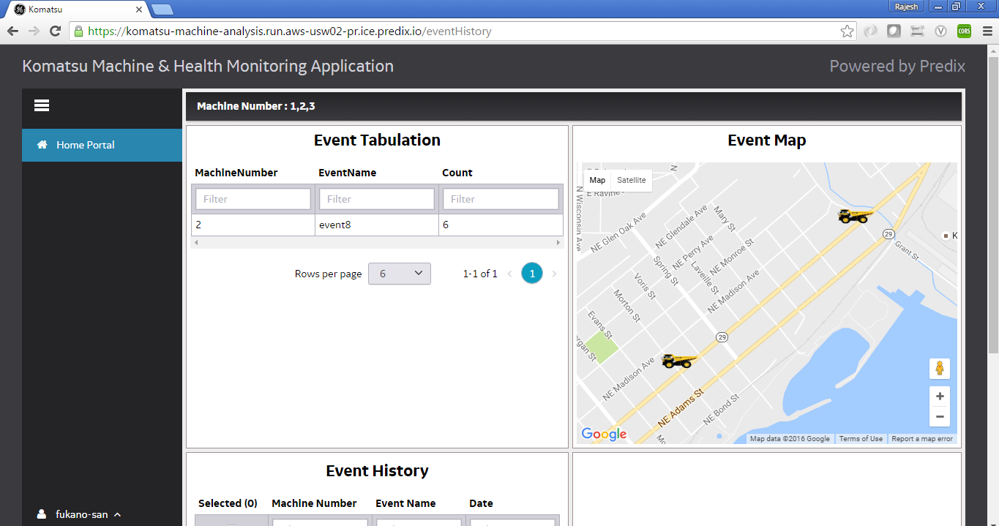 Komatsu
Rajesh
https://komatsu-machine-analysis.run.aws-usw02-pr.ice.predix.io/eventHistory
CORS
Komatsu Machine & Health Monitoring Application
Powered by Predix
Machine Number : 1,2,3
Home Portal
Event Tabulation
MachineNumber EventName Count
Filter Filter Filter
2 event8 6
Rows per page 6 1-1 of 1 1
Event Map
Map Satellite
E Ravine
N Wisconsin Ave
N
NE Glen Oak Ave
NE Glendale Ave
Mary St
NE Perry Ave
NE Monroe St
Spring St
Laveille St
Voris St
NE Madison Ave
Morton St
Evans St
29
Grant St
K
29
NE Madison Ave
NE Adams St
NE Bond St
Google
Map data ©2016 Google Terms of Use Report a map error
Event History
Selected (0) Machine Number Event Name Date
fukano-san